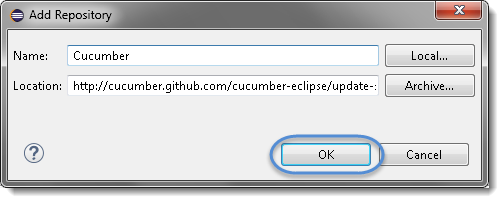 Add Repository
Name: Cucumber Local...
Location: http://cucumber.github.com/cucumber-eclipse/update- Archive...
OK Cancel